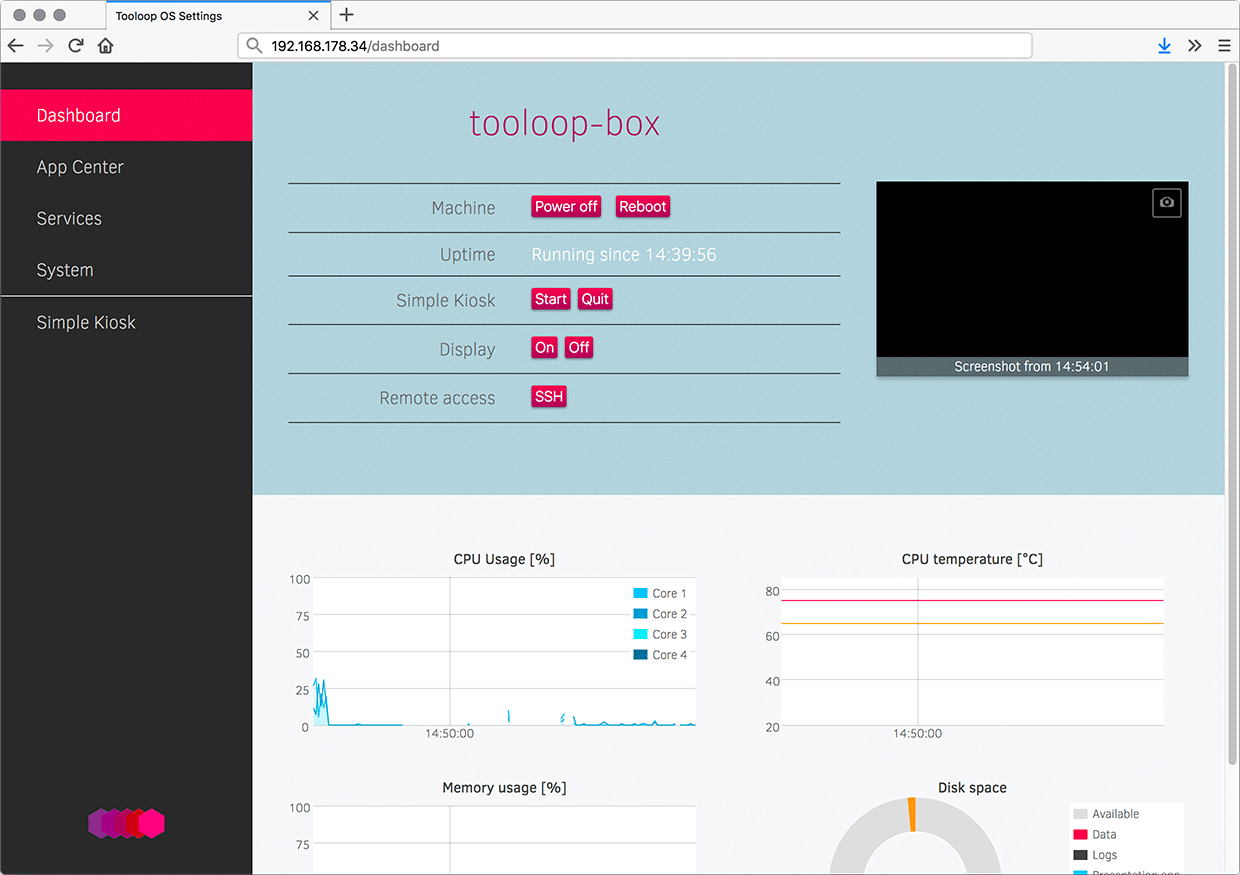 Tooloop OS Settings
192.168.178.34/dashboard
Dashboard
App Center
Services
System
Simple Kiosk
tooloop-box
Machine Power off Reboot
Uptime Running since 14:39:56
Simple Kiosk Start Quit
Display On Off
Remote access SSH
Screenshot from 14:54:01
CPU Usage [%]
100
75
50
25
0
14:50:00
Core 1
Core 2
Core 3
Core 4
CPU temperature [°C]
80
60
40
20
14:50:00
Memory usage [%]
100
75
Disk space
Available
Data
Logs
Presentation app